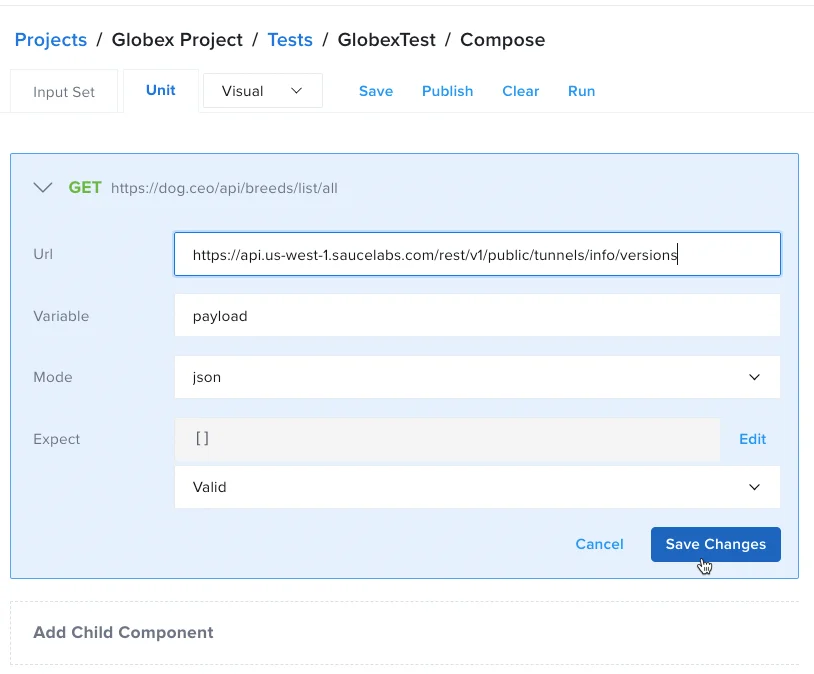 Projects / Globex Project / Tests / GlobexTest / Compose
Input Set Unit Visual Save Publish Clear Run
GET https://dog.ceo/api/breeds/list/all
Url https://api.us-west-1.saucelabs.com/rest/v1/public/tunnels/info/versions
Variable payload
Mode json
Expect [] Edit
Valid
Cancel Save Changes
Add Child Component